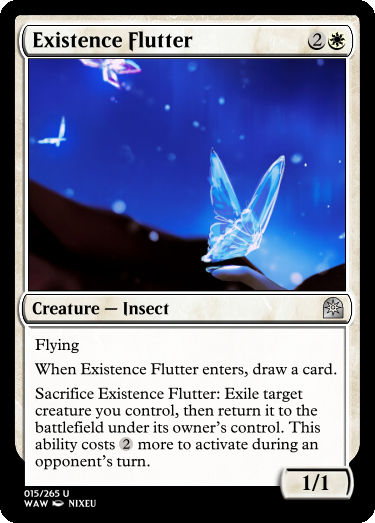 Existence Flutter 2
Creature — Insect
Flying
When Existence Flutter enters, draw a card.
Sacrifice Existence Flutter: Exile target
creature you control, then return it to the
battlefield under its owner's control. This
ability costs 2 more to activate during an
opponent's turn.
1/1
015/265 U
WAW NIXEU